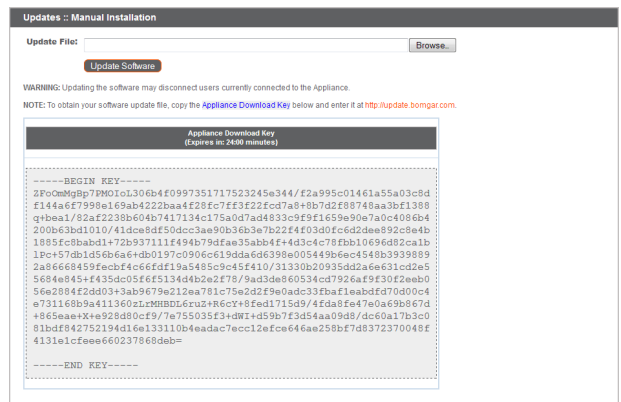 Updates :: Manual Installation
Update File:
Browse..
Update Software
WARNING: Updating the software may disconnect users currently connected to the Appliance.
NOTE: To obtain your software update file, copy the Appliance Download Key below and enter it at http://update.bomgar.com.
Appliance Download Key
(Expires in: 24:00 minutes)
-----BEGIN KEY-----
ZFoOmMgBp7PMOIoL306b4f0997351717523245e344/f2a995c01461a55a03c8d
f144a6f7998e169ab4222baa4f28fc7ff3f22fcd7a8+8b7d2f88748aa3bf1388
q+bea1/82af2238b604b7417134c175a0d7ad4833c9f9f1659e90e7a0c4086b4
200b63bd1010/41dce8df50dcc3ae90b36b3e7b22f4f03d0fc6d2dee892c8e4b
1885fc8babd1+72b937111f494b79dfae35abb4f+4d3c4c78fbb10696d82ca1b
1Pc+57db1d56b6a6+db0197c0906c619dda6d6398e005449b6ec4548b3939889
2a86668459fecbf4c66fdf19a5485c9c45f410/31330b20935dd2a6e631cd2e5
5684e845+f435dc05f6f5134d4b2e2f78/9ad3de860534cd7926af9f30f2eeb0
56e2884f2dd03+3ab9679e212ea781c75ed2f9e0adc33fbaf1eabdfd70d00c4
e731168b9a411360zLrMHBDL6ruZ+R6cY+8fed1715d9/4fda8fe47e0a69b867d
+865eae+X+e928d80cf9/7e755035f3+dWI+d59b7f3d54aa09d8/dc60a17b3c0
81bdf842752194d16e133110b4eadac7ecc12efce646ae258bf7d8372370048f
4131e1cfeee660237868deb=
-----END KEY-----